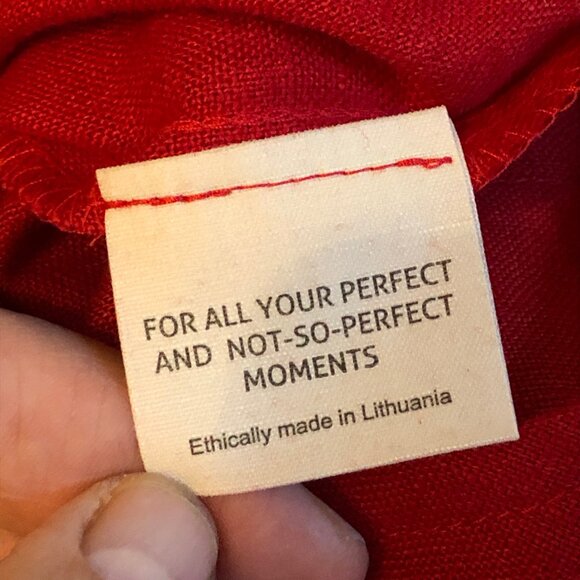 FOR ALL YOUR PERFECT
AND NOT-SO-PERFECT
MOMENTS
Ethically made in Lithuania